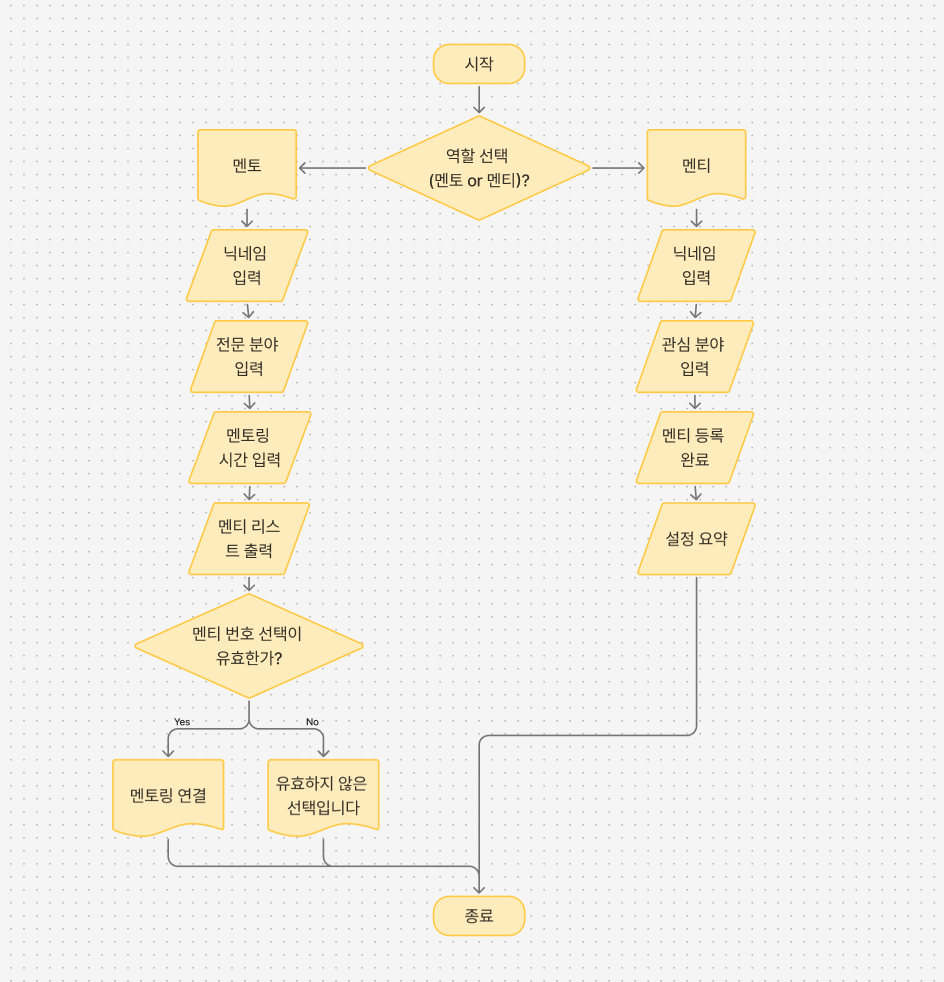 시작
역할 선택
(멘토 or 멘티)?
멘토
멘티
닉네임
입력
닉네임
입력
전문 분야
입력
관심 분야
입력
멘토링
시간 입력
멘티 등록
완료
멘티 리스
트 출력
설정 요약
멘티 번호 선택이
유효한가?
Yes
No
멘토링 연결
유효하지 않은
선택입니다
종료